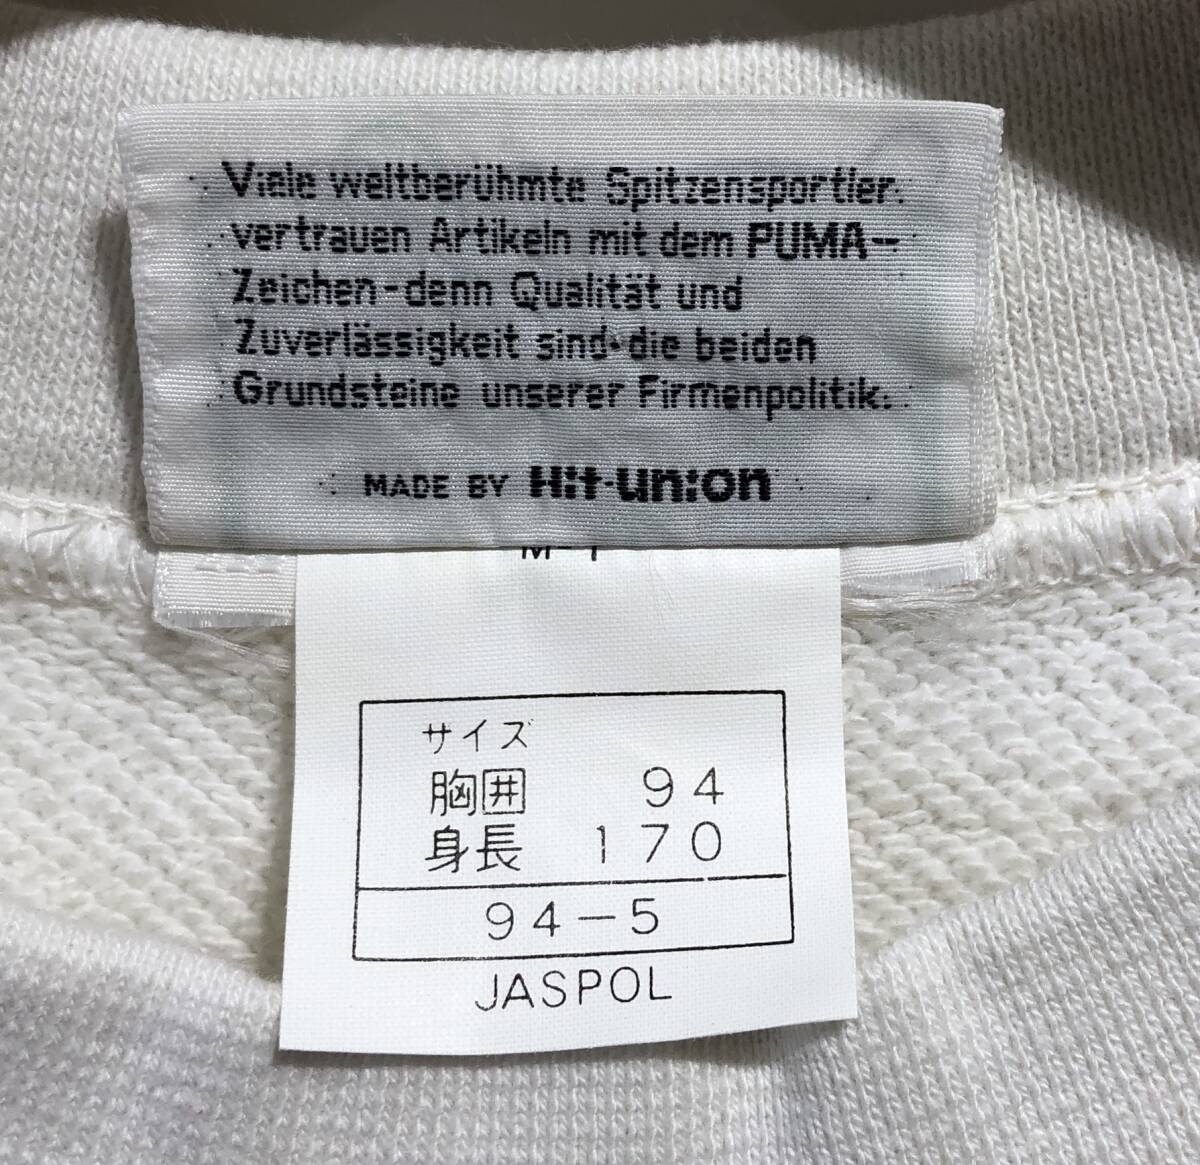 Viele weltberühmte Spitzensportler
vertrauen Artikeln mit dem PUMA-
Zeichen-denn Qualität und
Zuverlässigkeit sind die beiden
Grundsteine unserer Firmenpolitik.
MADE BY Hit-union
サイズ
胸囲 94
身長 170
94-5
JASPOL